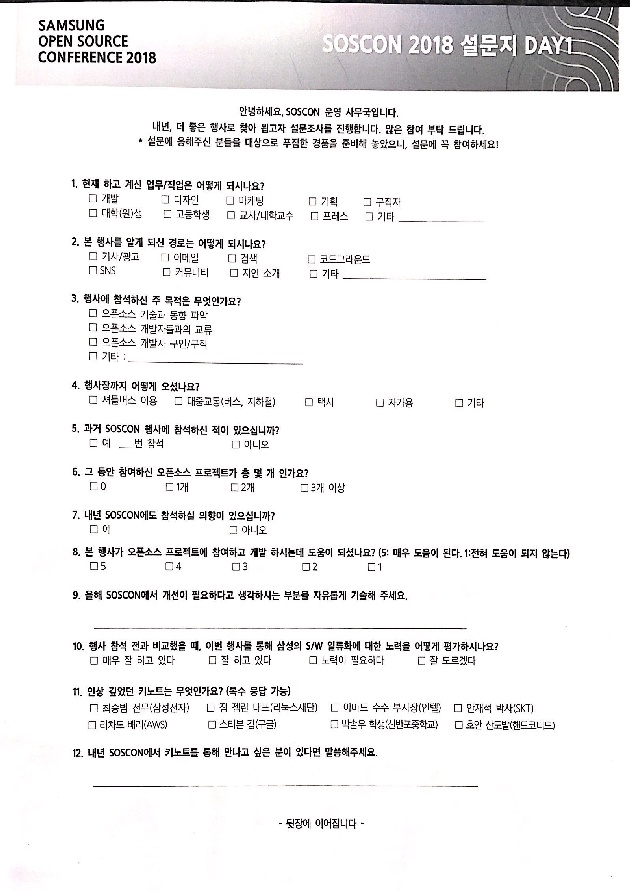 SAMSUNG
OPEN SOURCE
CONFERENCE 2018
SOSCON 2018 설문지 DAY1
안녕하세요, SOSCON 운영 사무국입니다.
내년, 더 좋은 행사로 찾아 뵙고자 설문조사를 진행합니다. 많은 참여 부탁 드립니다.
* 설문에 응해주신 분들을 대상으로 푸짐한 경품을 준비해 놓았으니, 설문에 꼭 참여하세요!
1. 현재 하고 계신 업무/직업은 어떻게 되시나요?
☐ 개발 ☐ 디자인 ☐ 마케팅 ☐ 기획 ☐ 구직자
☐ 대학(원)생 ☐ 고등학생 ☐ 교사/대학교수 ☐ 프레스 ☐ 기타 ____________
2. 본 행사를 알게 되신 경로는 어떻게 되시나요?
☐ 기사/광고 ☐ 이메일 ☐ 검색 ☐ 코드그라운드
☐ SNS ☐ 커뮤니티 ☐ 지인 소개 ☐ 기타 ____________
3. 행사에 참석하신 주 목적은 무엇인가요?
☐ 오픈소스 기술과 동향 파악
☐ 오픈소스 개발자들과의 교류
☐ 오픈소스 개발사 구인/구직
☐ 기타 : ____________
4. 행사장까지 어떻게 오셨나요?
☐ 셔틀버스 이용 ☐ 대중교통(버스, 지하철) ☐ 택시 ☐ 자가용 ☐ 기타
5. 과거 SOSCON 행사에 참석하신 적이 있으십니까?
☐ 예 __ 번 참석 ☐ 아니오
6. 그 동안 참여하신 오픈소스 프로젝트가 총 몇 개 인가요?
☐ 0 ☐ 1개 ☐ 2개 ☐ 3개 이상
7. 내년 SOSCON에도 참석하실 의향이 있으십니까?
☐ 예 ☐ 아니오
8. 본 행사가 오픈소스 프로젝트에 참여하고 개발 하시는데 도움이 되셨나요? (5: 매우 도움이 된다. 1:전혀 도움이 되지 않는다)
☐ 5 ☐ 4 ☐ 3 ☐ 2 ☐ 1
9. 올해 SOSCON에서 개선이 필요하다고 생각하시는 부분을 자유롭게 기술해 주세요.
10. 행사 참석 전과 비교했을 때, 이번 행사를 통해 삼성의 S/W 일류화에 대한 노력을 어떻게 평가하시나요?
☐ 매우 잘 하고 있다 ☐ 잘 하고 있다 ☐ 노력이 필요하다 ☐ 잘 모르겠다
11. 인상 깊었던 키노트는 무엇인가요? (복수 응답 가능)
☐ 최승범 전무(삼성전자) ☐ 짐 젬린 대표(리눅스재단) ☐ 이머드 수수 부사장(인텔) ☐ 안재석 박사(SKT)
☐ 리차드 배리(AWS) ☐ 스티븐 김(구글) ☐ 학생(신반포중학교) ☐ 호안
12. 내년 SOSCON에서 키노트를 통해 만나고 싶은 분이 있다면 말씀해주세요.
- 뒷장에 이어집니다 -